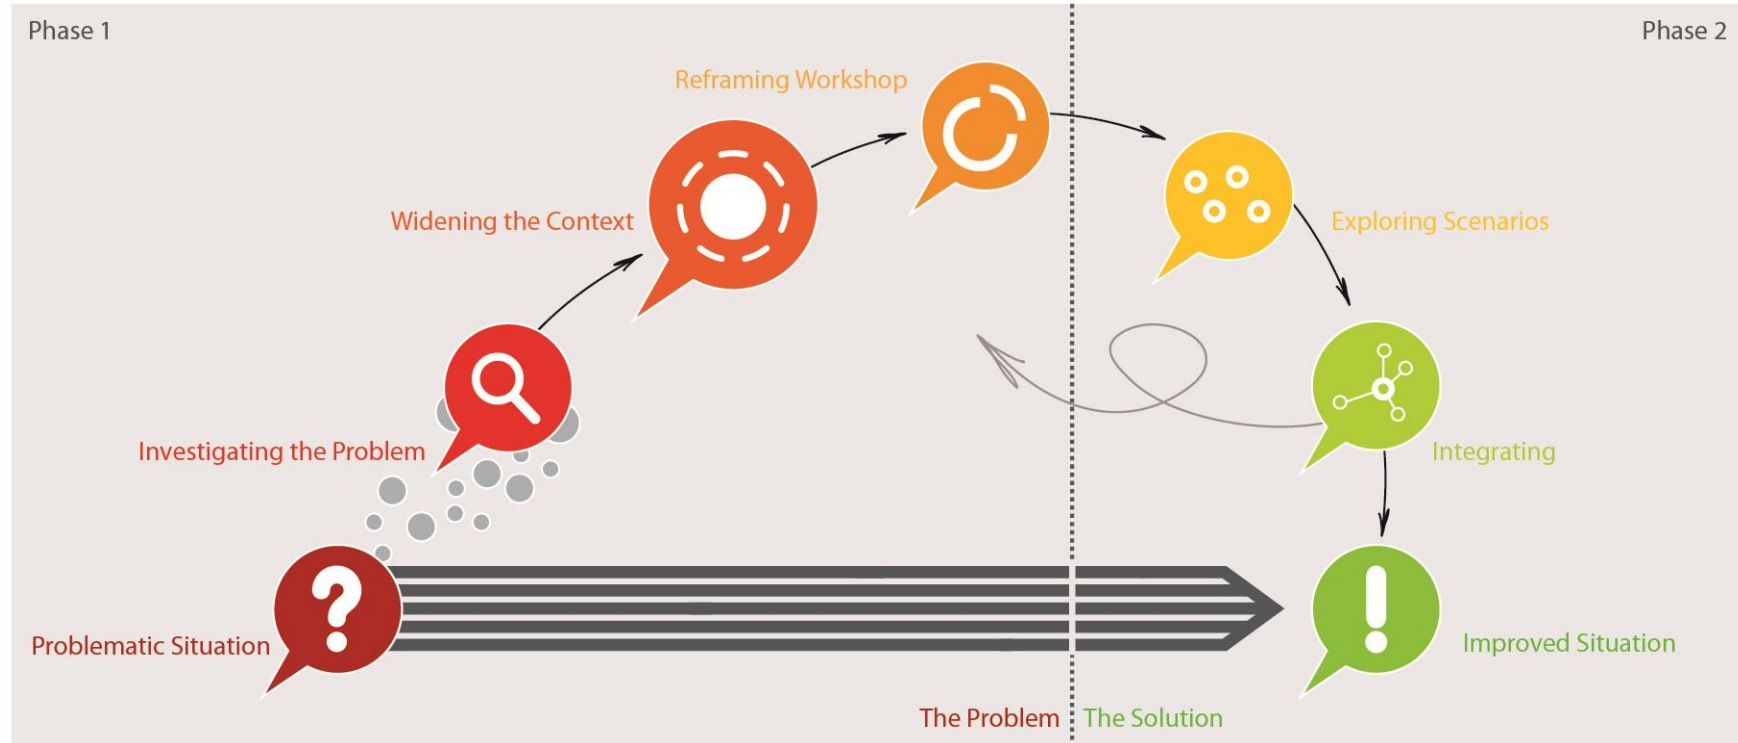 Phase 1
Phase 2
Reframing Workshop
Widening the Context
Exploring Scenarios
Investigating the Problem
Integrating
Problematic Situation
Improved Situation
The Problem
The Solution